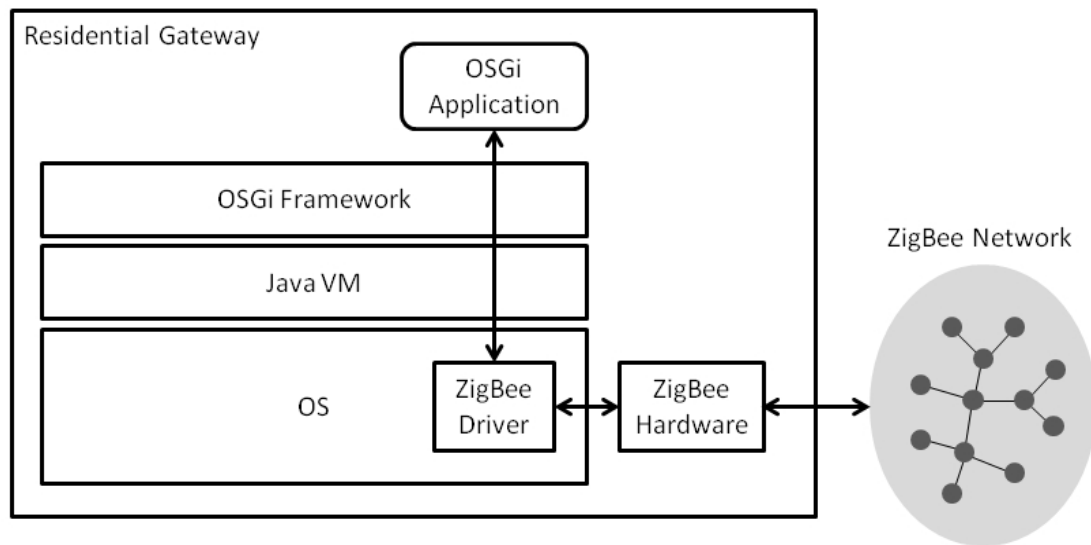 Residential Gateway
OSGi
Application
OSGi Framework
Java VM
OS
ZigBee
Driver
ZigBee
Hardware
ZigBee Network